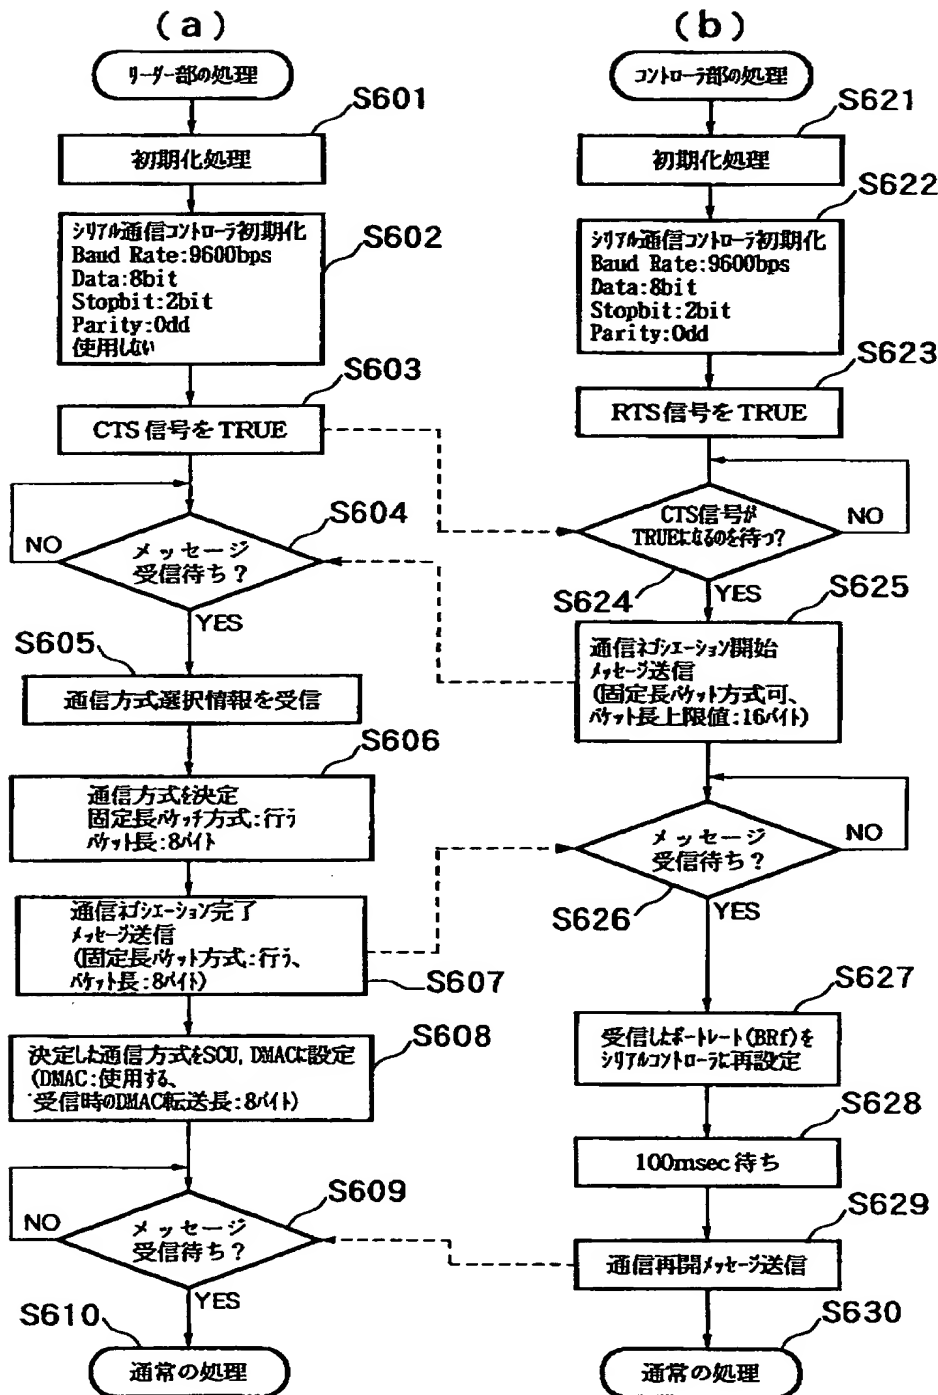 (a)
リーダー部の処理
S601
初期化処理
S602
シリアル通信コントローラ初期化
Baud Rate:9600bps
Data:8bit
Stopbit:2bit
Parity:Odd
使用しない
S603
CTS信号をTRUE
S604
メッセージ
受信待ち?
NO
YES
S605
通信方式選択情報を受信
S606
通信方式を決定
固定長パケッチ方式:行う
パケット長:8バイト
通信ネゴシエーション完了
メッセージ送信
(固定長パケット方式:行う、
パケット長:8バイト)
S607
S608
決定した通信方式をSCU,DMACに設定
(DMAC:使用する、
受信時のDMAC転送長:8バイト)
S609
メッセージ
受信待ち?
NO
YES
S610
通常の処理
(b)
コントローラ部の処理
S621
初期化処理
S622
シリアル通信コントローラ初期化
Baud Rate:9600bps
Data:8bit
Stopbit:2bit
Parity:Odd
S623
RTS信号をTRUE
CTS信号が
TRUEになるのを待つ?
NO
S624
YES
S625
通信ネゴシエーション開始
メッセージ送信
(固定長パケット方式可、
パケット長上限値:16バイト)
メッセージ
受信待ち?
NO
S626
YES
S627
受信したボートレート(BRf)を
シリアルコントローラに再設定
S628
100msec待ち
S629
通信再開メッセージ送信
S630
通常の処理